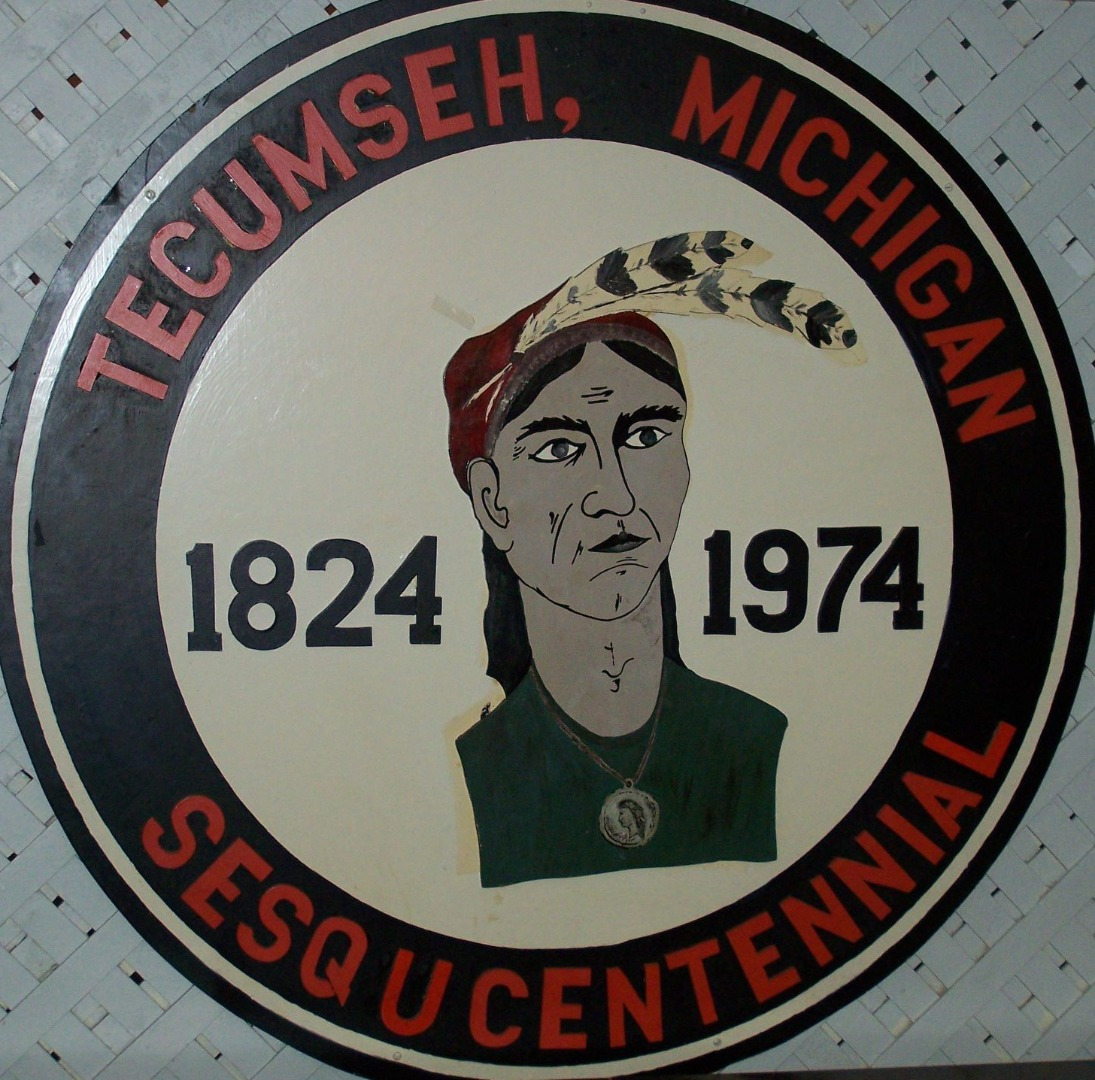 TECUMSEH, MICHIGAN
1824 1974
SESQUCENTENNIAL